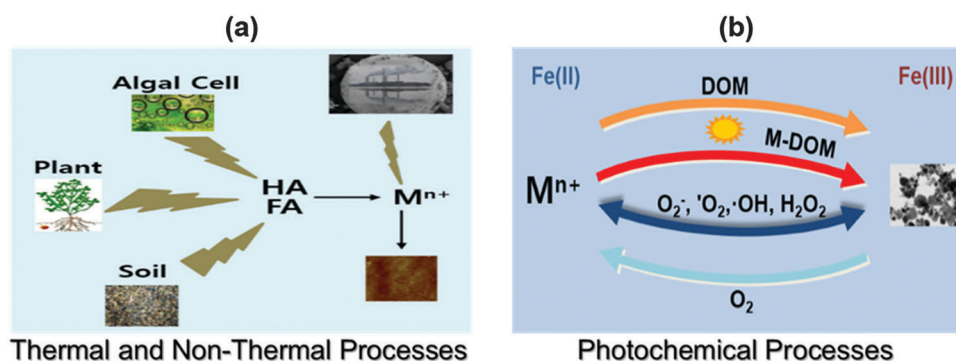 (a)
Algal Cell
Plant
HA
FA
Mⁿ⁺
Soil
Thermal and Non-Thermal Processes
(b)
Fe(II)
Fe(III)
DOM
M-DOM
Mⁿ⁺
O₂⁻, 'O₂,·OH, H₂O₂
O₂
Photochemical Processes